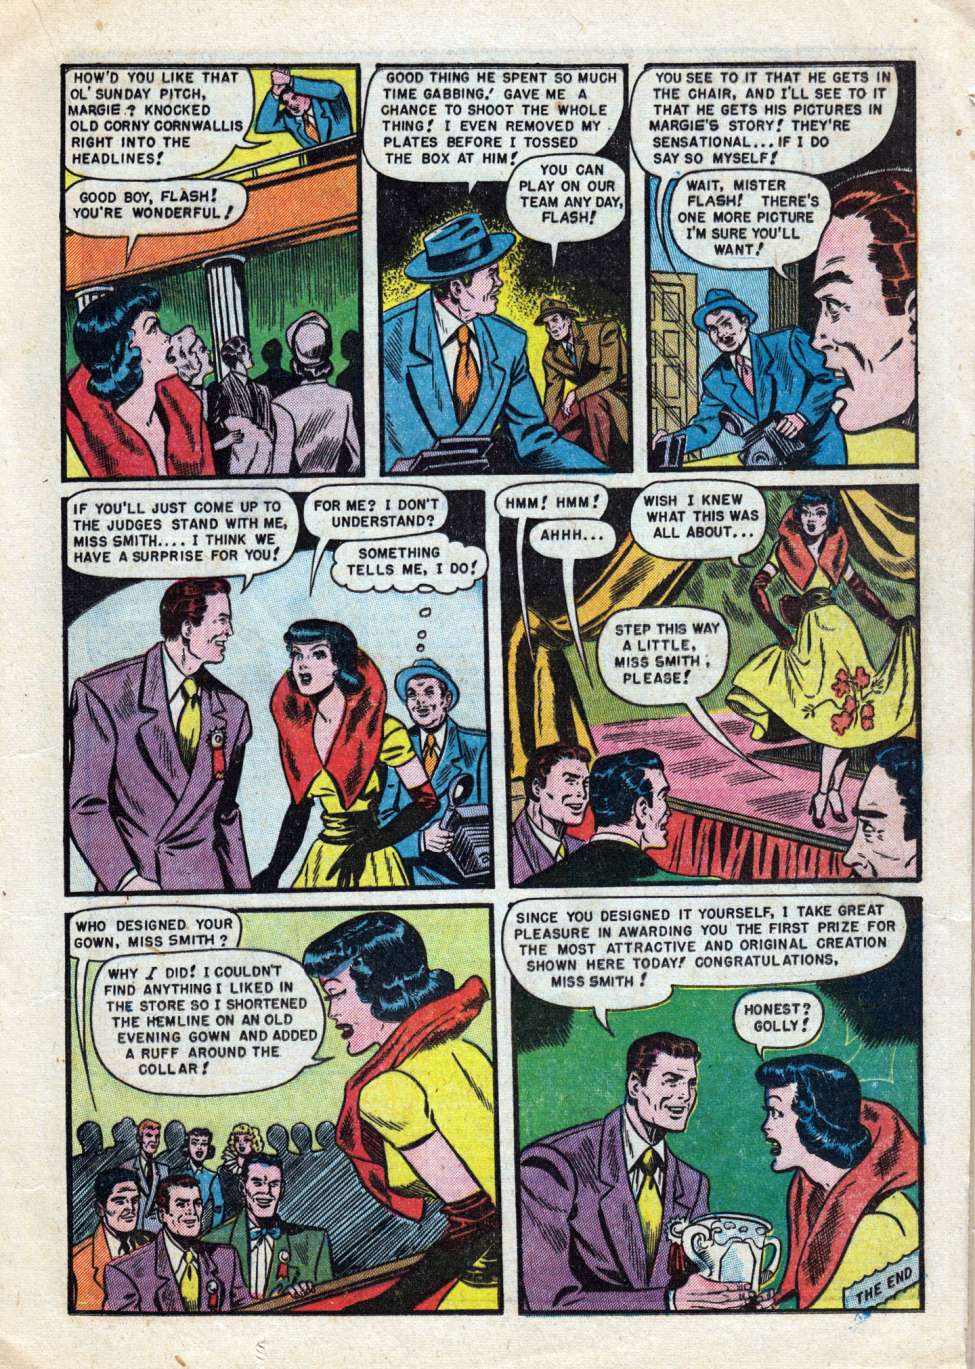 HOW'D YOU LIKE THAT
OL' SUNDAY PITCH,
MARGIE? KNOCKED
OLD CORNY CORNWALLIS
RIGHT INTO THE
HEADLINES!
GOOD BOY, FLASH!
YOU'RE WONDERFUL!
GOOD THING HE SPENT SO MUCH
TIME GABBING! GAVE ME A
CHANCE TO SHOOT THE WHOLE
THING! I EVEN REMOVED MY
PLATES BEFORE I TOSSED
THE BOX AT HIM!
YOU CAN
PLAY ON OUR
TEAM ANY DAY,
FLASH!
YOU SEE TO IT THAT HE GETS IN
THE CHAIR, AND I'LL SEE TO IT
THAT HE GETS HIS PICTURES IN
MARGIE'S STORY! THEY'RE
SENSATIONAL... IF I DO
SAY SO MYSELF!
WAIT, MISTER
FLASH! THERE'S
ONE MORE PICTURE
I'M SURE YOU'LL
WANT!
IF YOU'LL JUST COME UP TO
THE JUDGES STAND WITH ME,
MISS SMITH.... I THINK WE
HAVE A SURPRISE FOR YOU!
FOR ME? I DON'T
UNDERSTAND?
SOMETHING
TELLS ME, I DO!
HMM! HMM!
AHHH...
WISH I KNEW
WHAT THIS WAS
ALL ABOUT...
STEP THIS WAY
A LITTLE,
MISS SMITH,
PLEASE!
WHO DESIGNED YOUR
GOWN, MISS SMITH?
WHY I DID! I COULDN'T
FIND ANYTHING I LIKED IN
THE STORE SO I SHORTENED
THE HEMLINE ON AN OLD
EVENING GOWN AND ADDED
A RUFF AROUND THE
COLLAR!
SINCE YOU DESIGNED IT YOURSELF, I TAKE GREAT
PLEASURE IN AWARDING YOU THE FIRST PRIZE FOR
THE MOST ATTRACTIVE AND ORIGINAL CREATION
SHOWN HERE TODAY! CONGRATULATIONS,
MISS SMITH!
HONEST?
GOLLY!
THE END